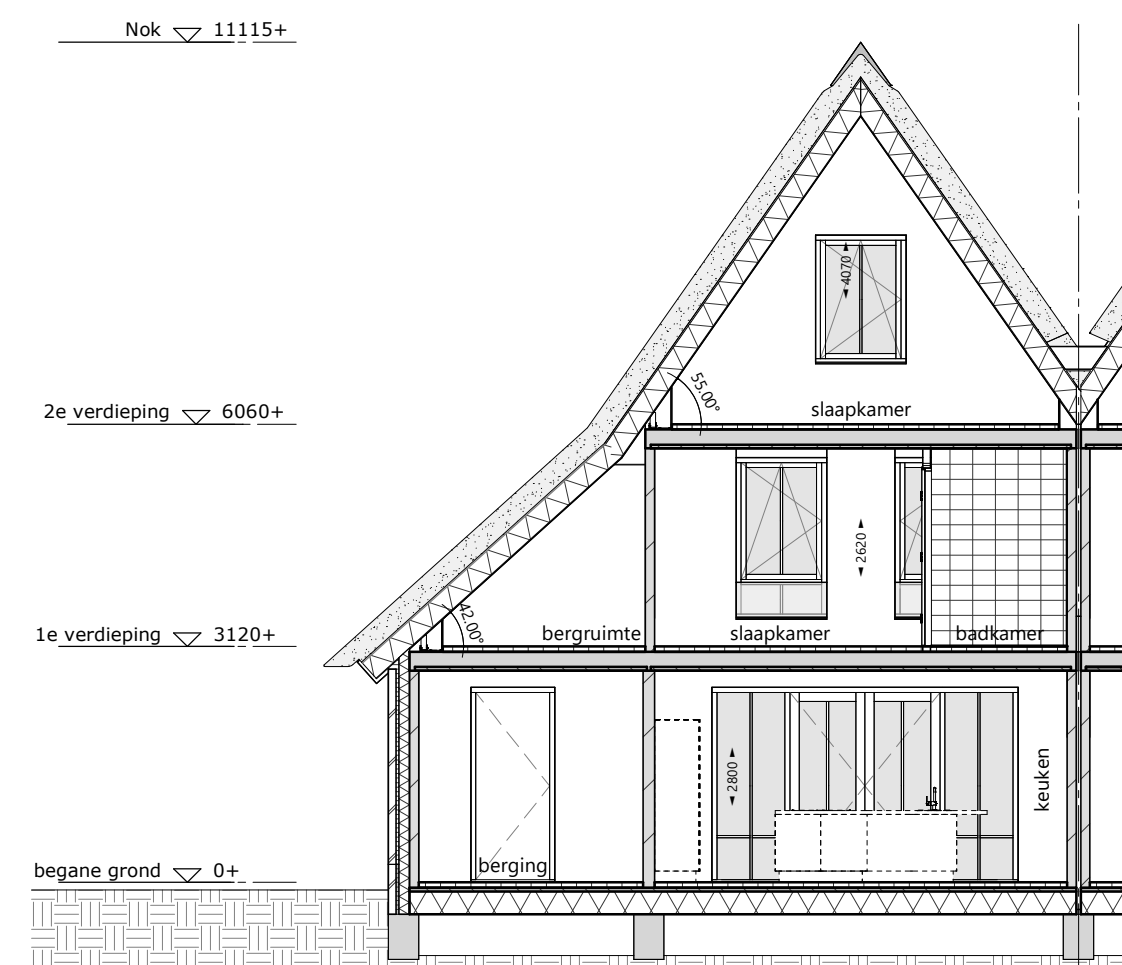 Nok 11115+
4070
55.00°
2e verdieping 6060+
slaapkamer
2620
42.00°
1e verdieping 3120+
bergruimte slaapkamer badkamer
2800
keuken
begane grond 0+
berging